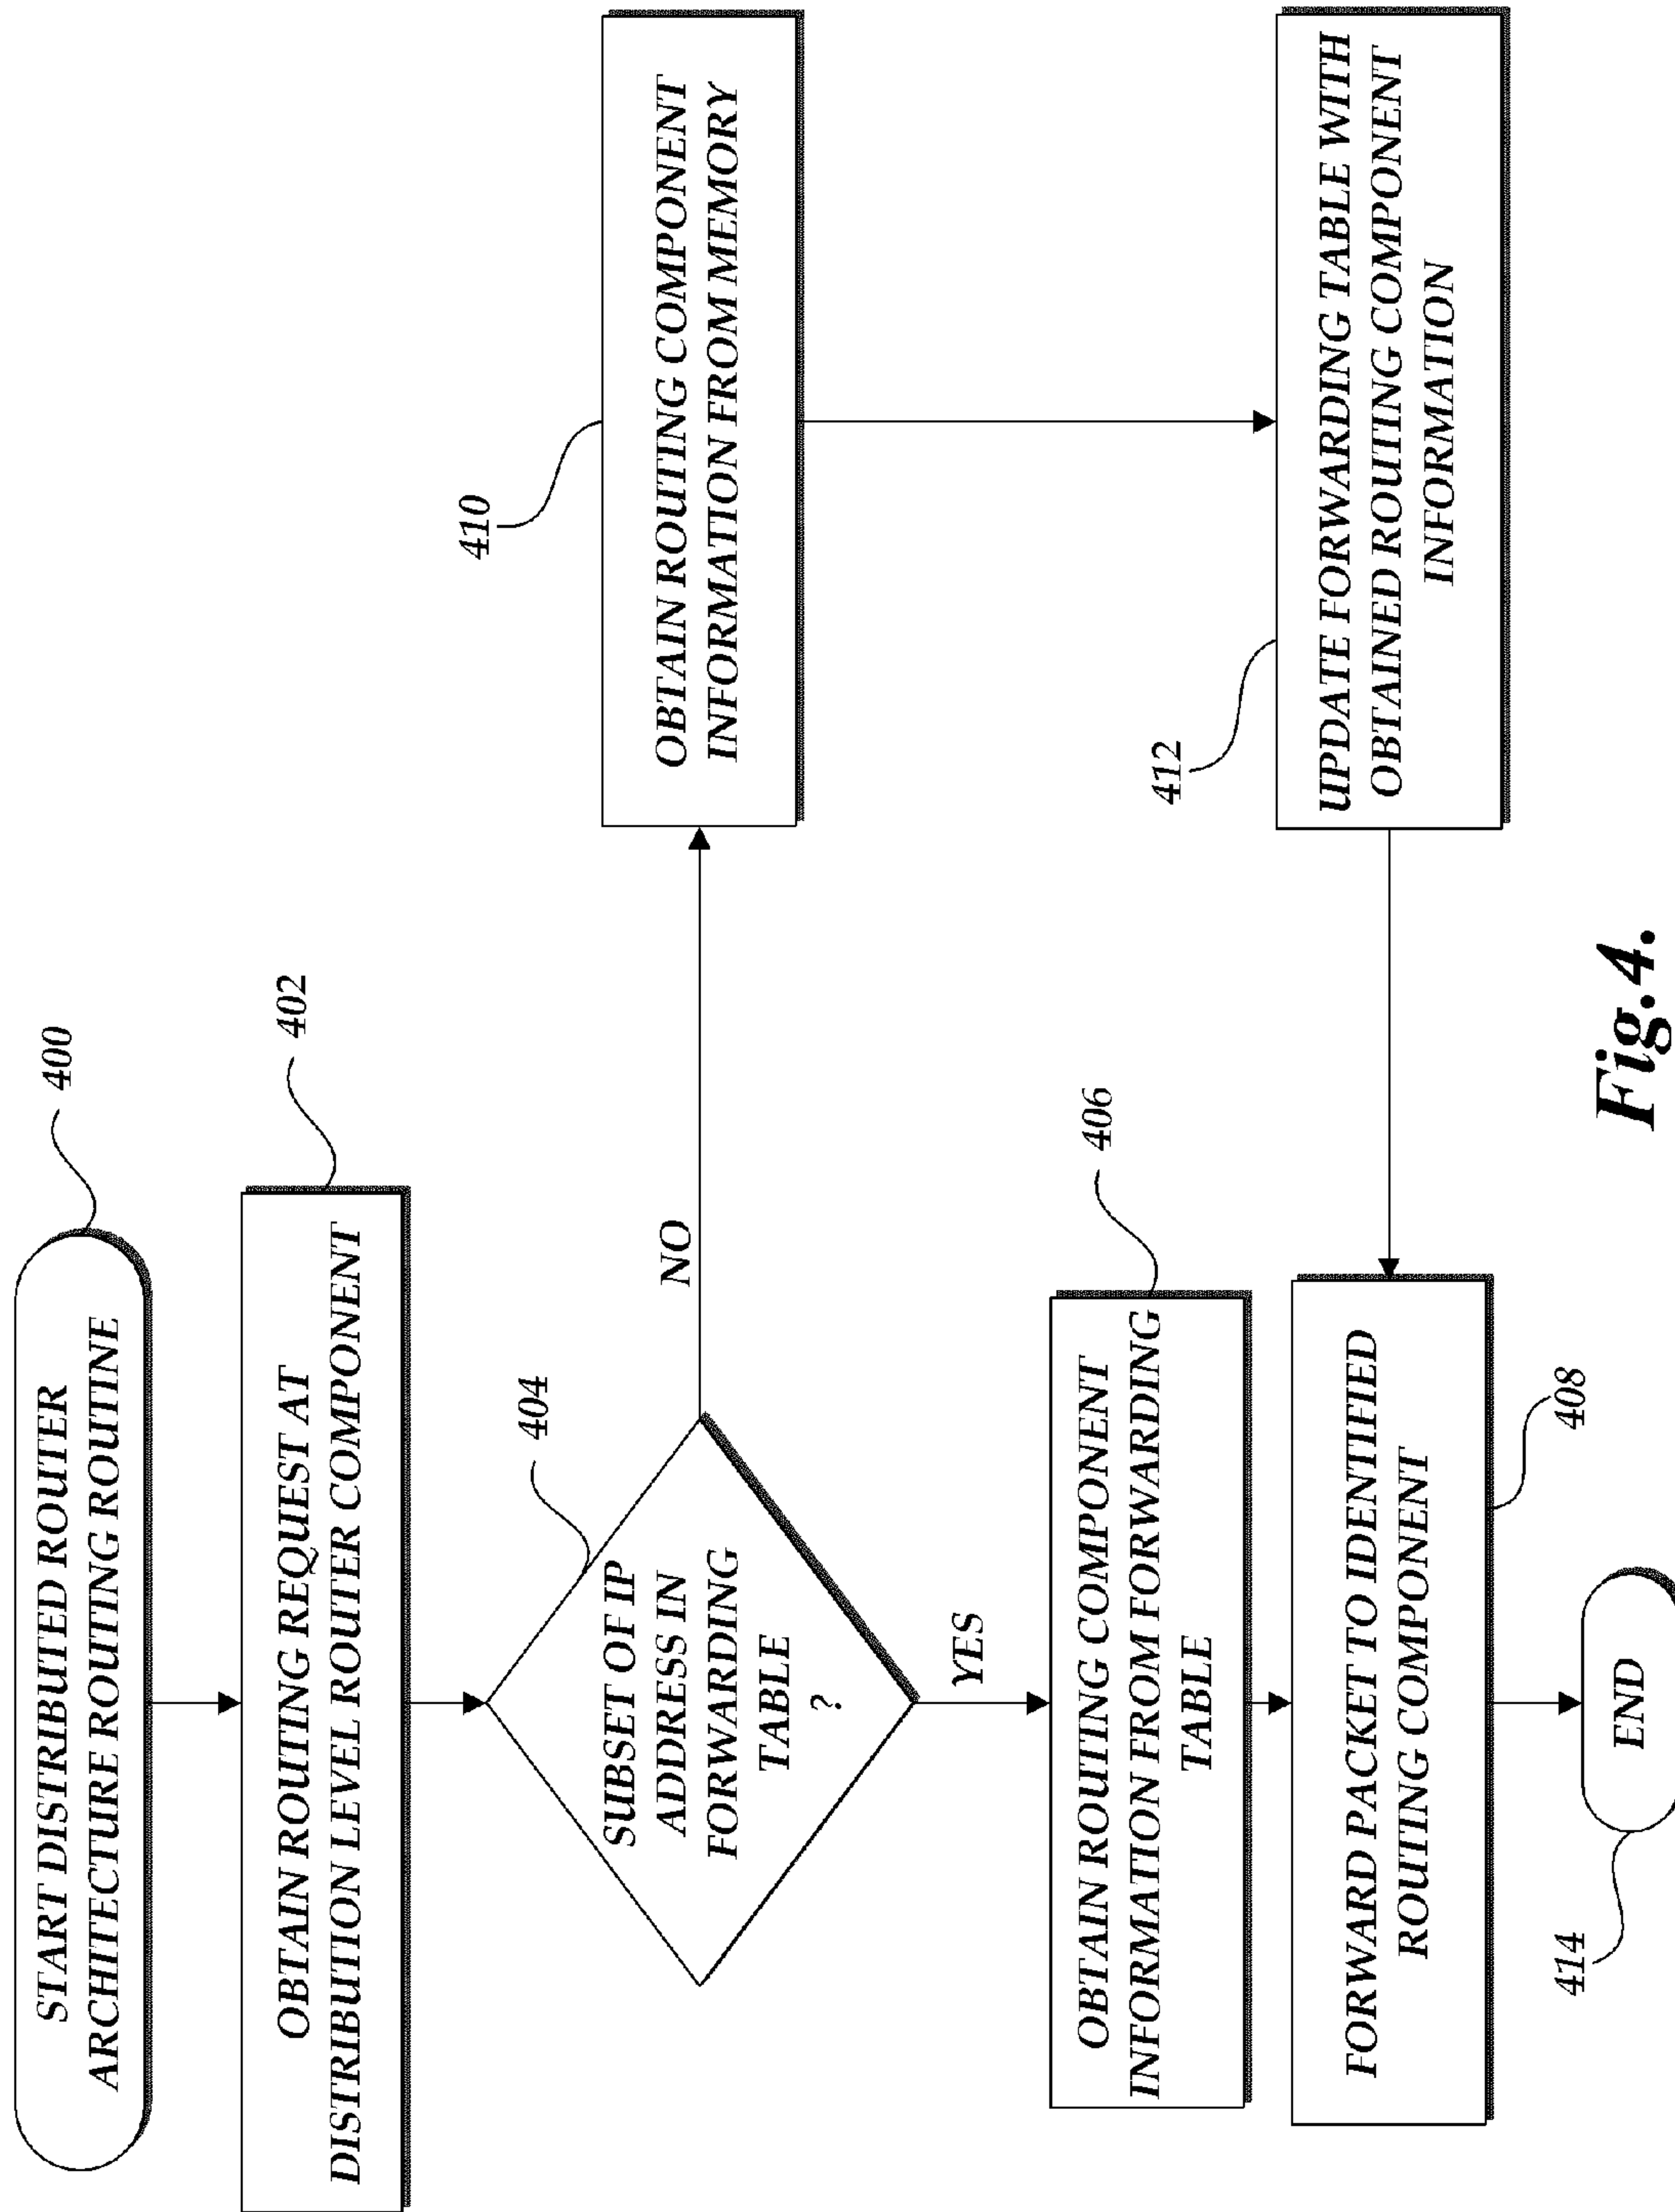 START DISTRIBUTED ROUTER
ARCHITECTURE ROUTING ROUTINE
400
OBTAIN ROUTING REQUEST AT
DISTRIBUTION LEVEL ROUTER COMPONENT
402
SUBSET OF IP
ADDRESS IN
FORWARDING
TABLE
?
404
NO
YES
OBTAIN ROUTING COMPONENT
INFORMATION FROM MEMORY
410
OBTAIN ROUTING COMPONENT
INFORMATION FROM FORWARDING
TABLE
406
UPDATE FORWARDING TABLE WITH
OBTAINED ROUTING COMPONENT
INFORMATION
412
FORWARD PACKET TO IDENTIFIED
ROUTING COMPONENT
408
END
414
Fig.4.